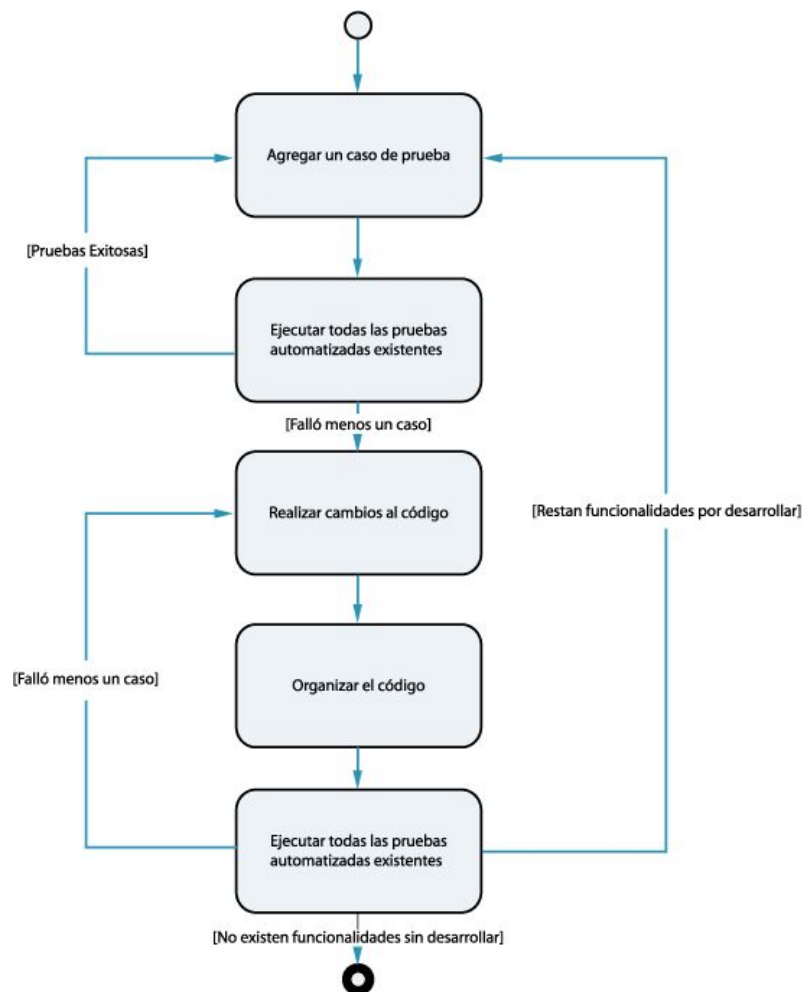 Agregar un caso de prueba
[Pruebas Exitosas]
Ejecutar todas las pruebas
automatizadas existentes
[Falló menos un caso]
Realizar cambios al código
[Restan funcionalidades por desarrollar]
Organizar el código
[Falló menos un caso]
Ejecutar todas las pruebas
automatizadas existentes
[No existen funcionalidades sin desarrollar]